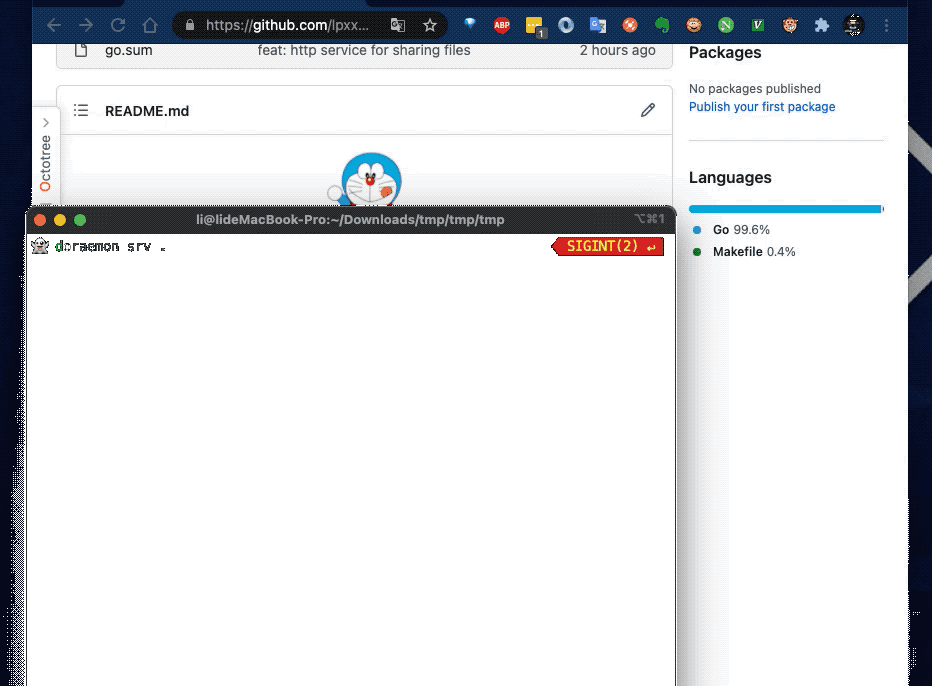 https://github.com/lpxx...
ABP
1
go.sum
feat: http service for sharing files
2 hours ago
README.md
Octotree
Packages
No packages published
Publish your first package
Languages
Go 99.6%
Makefile 0.4%
li@lideMacBook-Pro:~/Downloads/tmp/tmp/tmp
⌥⌘1
doraemon srv .
SIGINT(2) ↵